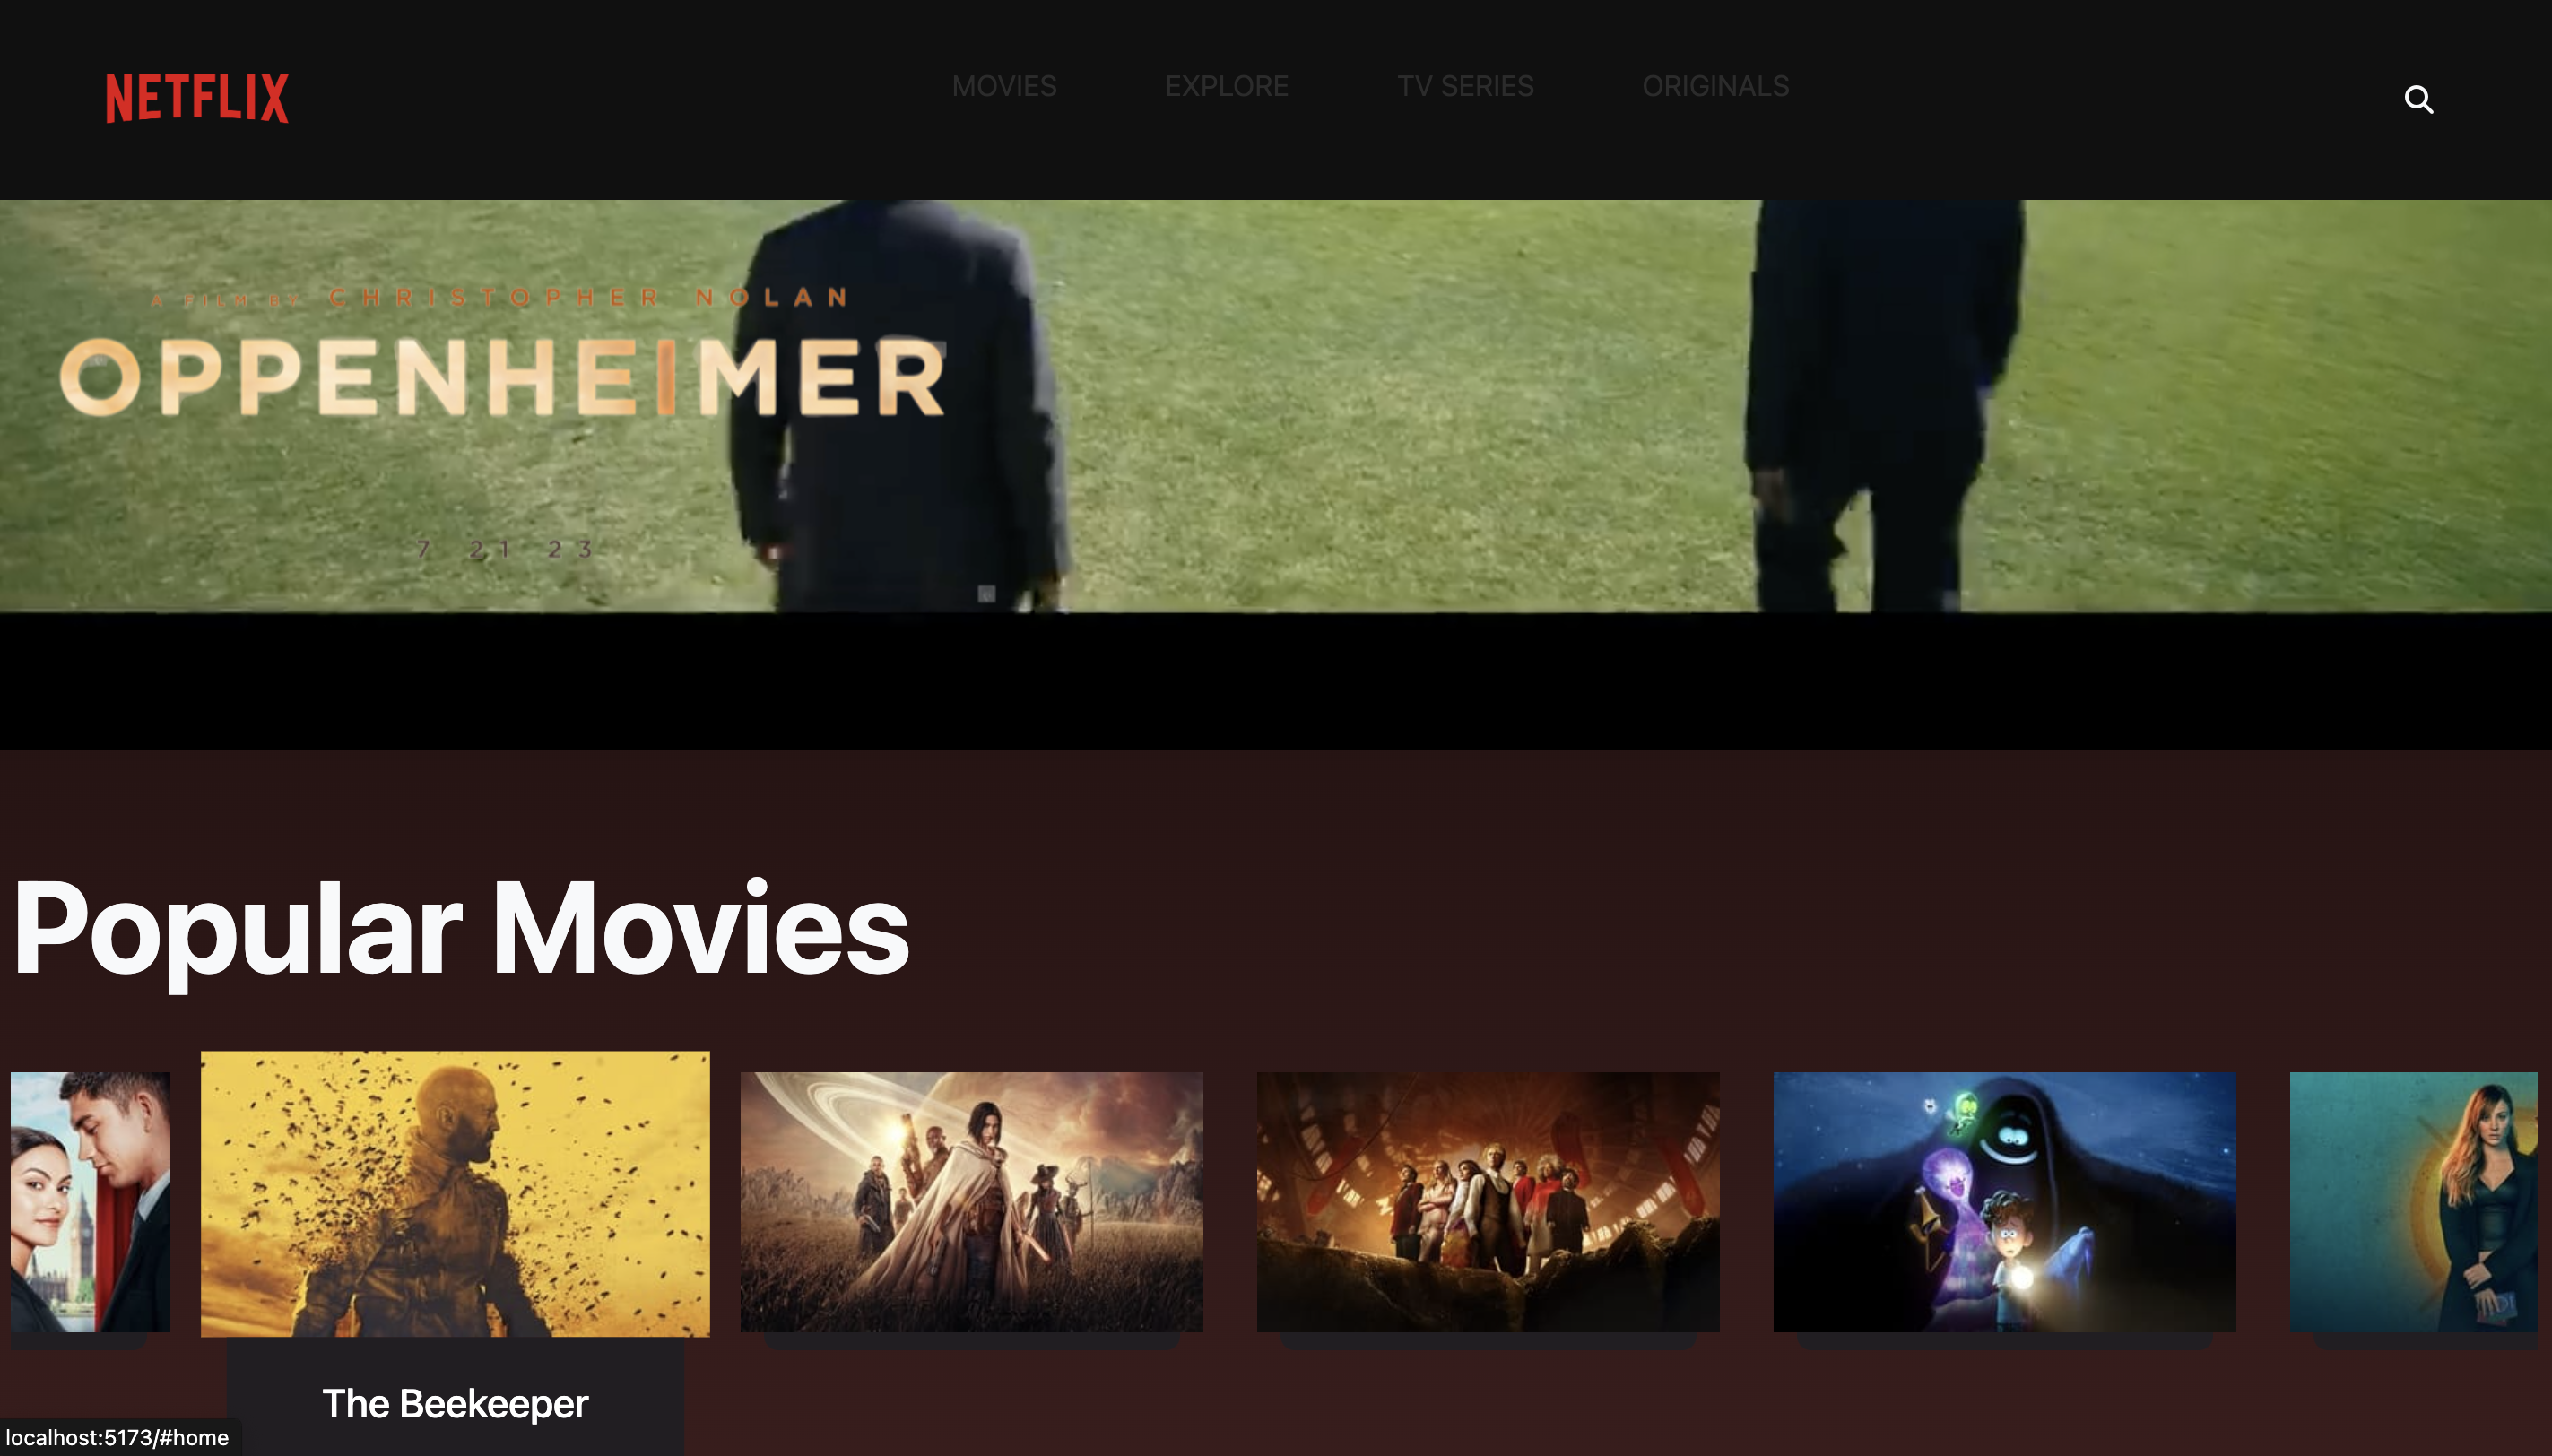 NETFLIX
MOVIES EXPLORE TV SERIES ORIGINALS
A FILM BY CHRISTOPHER NOLAN
OPPENHEIMER
7 21 23
Popular Movies
The Beekeeper
localhost:5173/#home